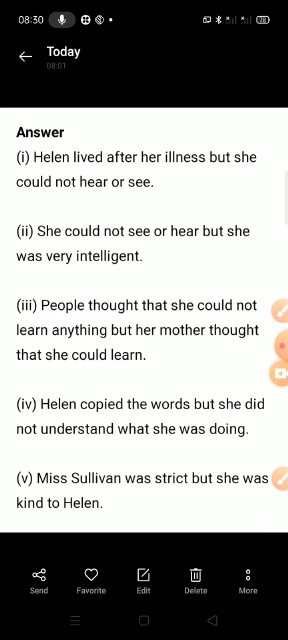 08:30
78
Today
08:01
Answer
(i) Helen lived after her illness but she
could not hear or see.
(ii) She could not see or hear but she
was very intelligent.
(iii) People thought that she could not
learn anything but her mother thought
that she could learn.
(iv) Helen copied the words but she did
not understand what she was doing.
(v) Miss Sullivan was strict but she was
kind to Helen.
Send Favorite Edit Delete More